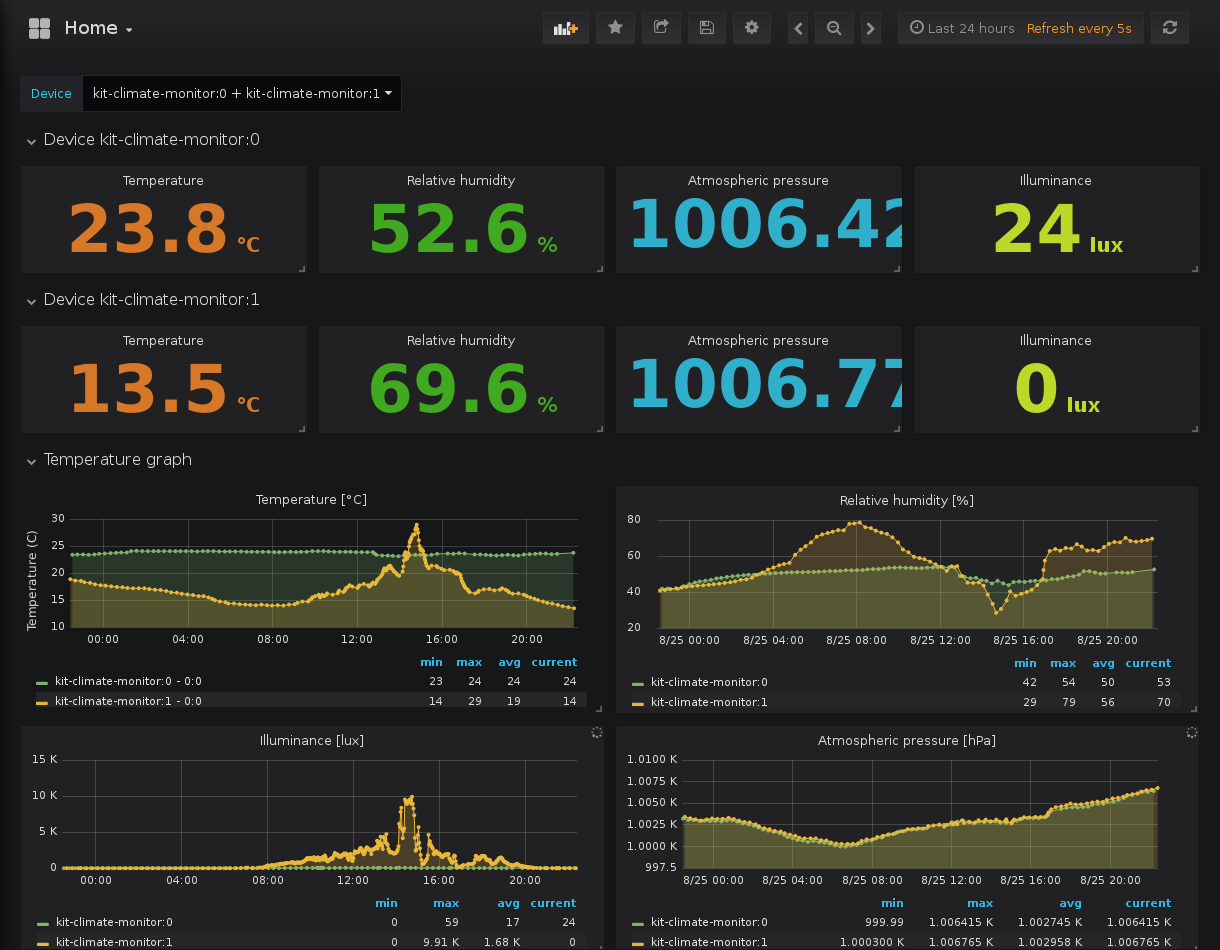 Home
Last 24 hours Refresh every 5s
Device kit-climate-monitor:0 + kit-climate-monitor:1
Device kit-climate-monitor:0
Temperature Relative humidity Atmospheric pressure Illuminance
23.8 °C 52.6 % 1006.42 24 lux
Device kit-climate-monitor:1
Temperature Relative humidity Atmospheric pressure Illuminance
13.5 °C 69.6 % 1006.77 0 lux
Temperature graph
Temperature [°C]
Temperature (C)
30
25
20
15
10
00:00 04:00 08:00 12:00 16:00 20:00
min max avg current
kit-climate-monitor:0 - 0:0 23 24 24 24
kit-climate-monitor:1 - 0:0 14 29 19 14
Relative humidity [%]
80
60
40
20
8/25 00:00 8/25 04:00 8/25 08:00 8/25 12:00 8/25 16:00 8/25 20:00
min max avg current
kit-climate-monitor:0 42 54 50 53
kit-climate-monitor:1 29 79 56 70
Illuminance [lux]
15 K
10 K
5 K
0
00:00 04:00 08:00 12:00 16:00 20:00
min max avg current
kit-climate-monitor:0 0 59 17 24
kit-climate-monitor:1 0 9.91 K 1.68 K 0
Atmospheric pressure [hPa]
1.0100 K
1.0075 K
1.0050 K
1.0025 K
1.0000 K
997.5
8/25 00:00 8/25 04:00 8/25 08:00 8/25 12:00 8/25 16:00 8/25 20:00
min max avg current
kit-climate-monitor:0 999.99 1.006415 K 1.002745 K 1.006415 K
kit-climate-monitor:1 1.000300 K 1.006765 K 1.002958 K 1.006765 K